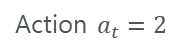 Action $a_t = 2$